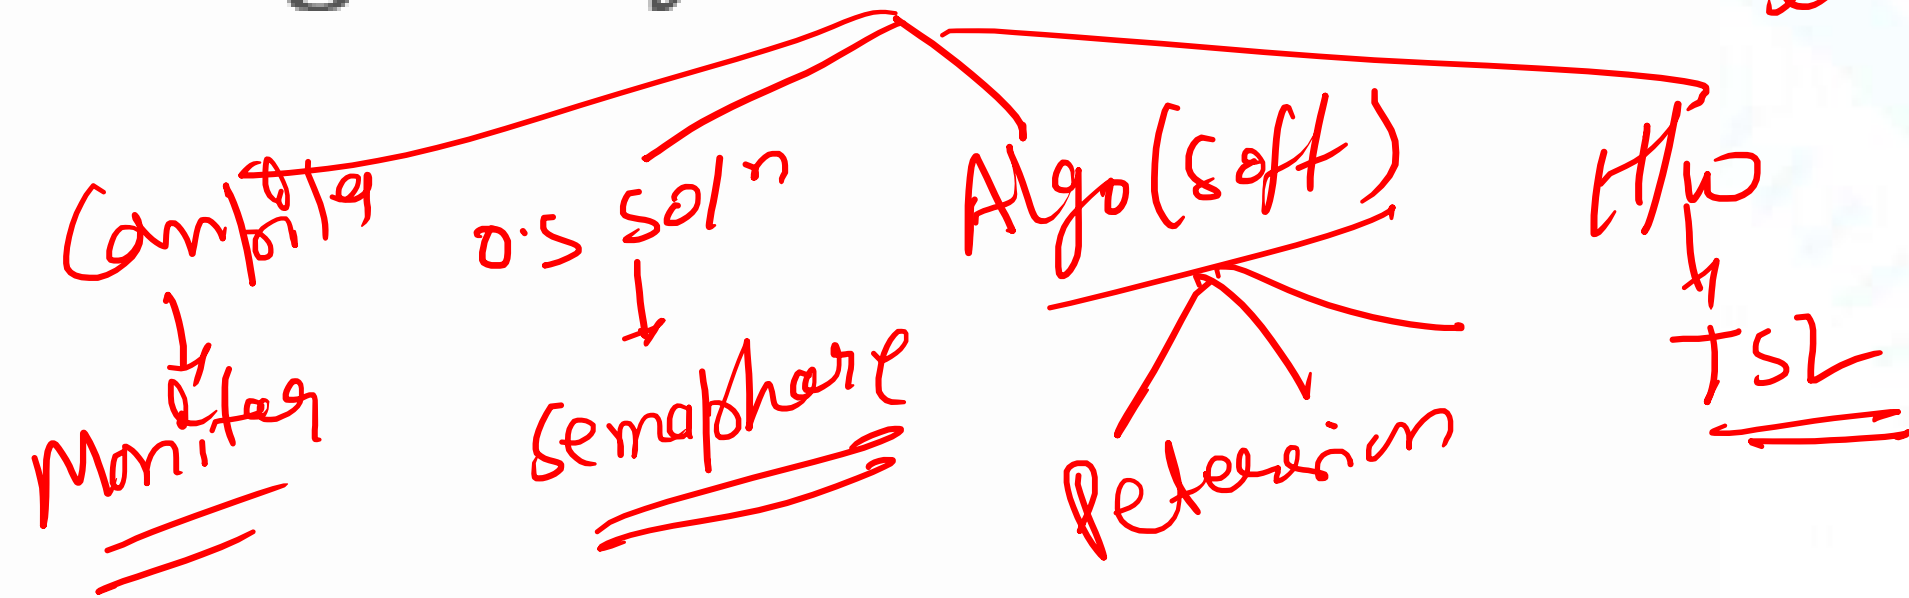 Compiler
O.S Soln
Algo (Soft)
H/w
Monitor
Semaphore
Peterson
TSL